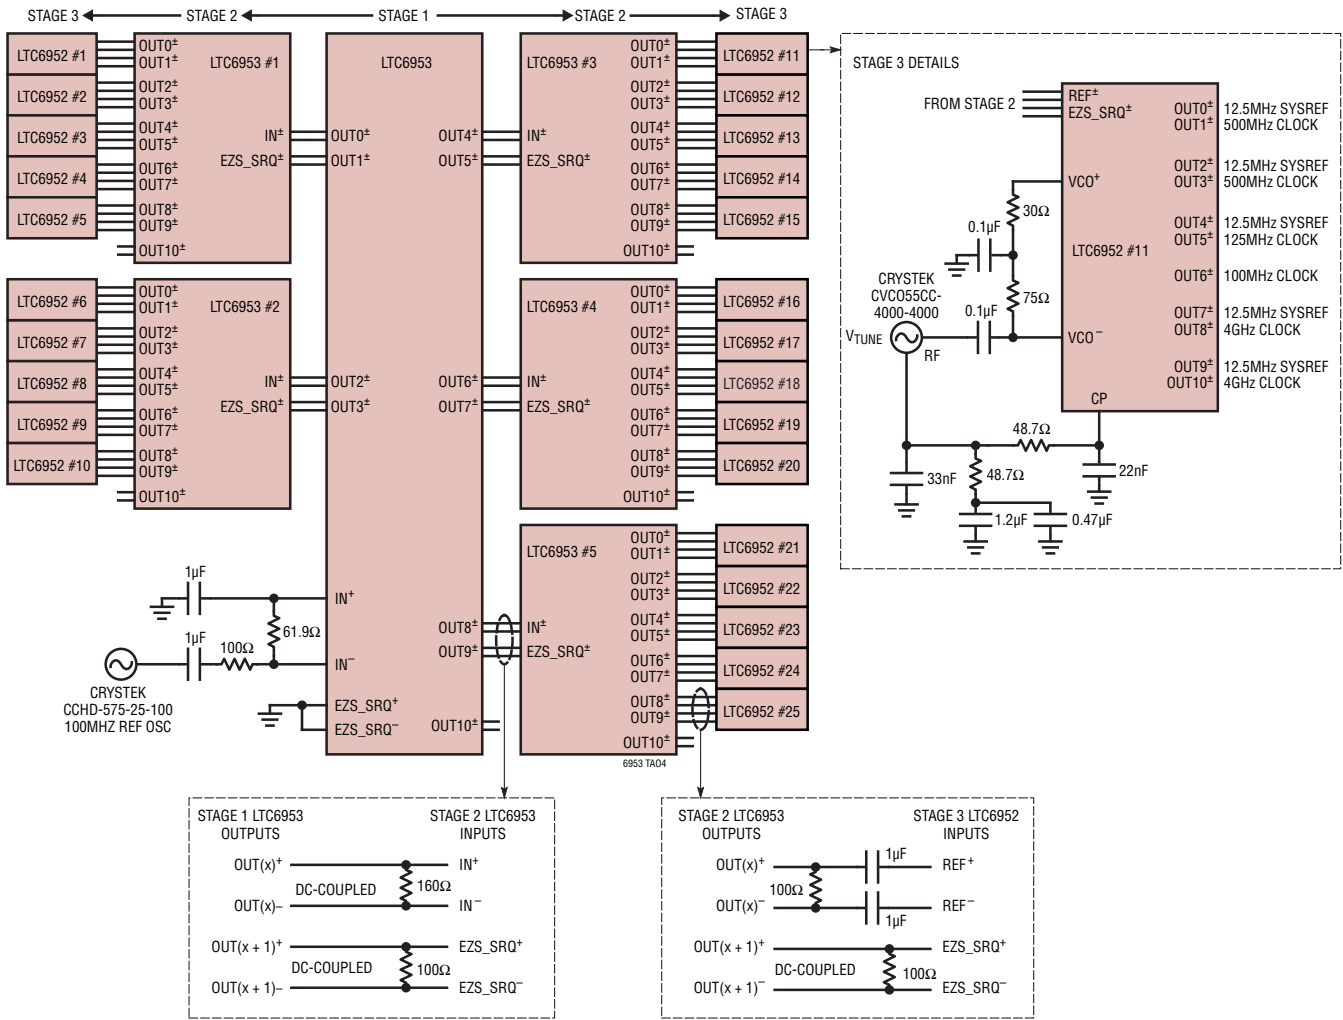 STAGE 3 STAGE 2 STAGE 1 STAGE 2 STAGE 3
LTC6952 #1
LTC6952 #2
LTC6952 #3
LTC6952 #4
LTC6952 #5
OUT0±
OUT1±
OUT2±
OUT3±
OUT4±
OUT5±
OUT6±
OUT7±
OUT8±
OUT9±
OUT10±
LTC6953 #1
IN±
EZS_SRQ±
LTC6952 #6
LTC6952 #7
LTC6952 #8
LTC6952 #9
LTC6952 #10
OUT0±
OUT1±
OUT2±
OUT3±
OUT4±
OUT5±
OUT6±
OUT7±
OUT8±
OUT9±
OUT10±
LTC6953 #2
IN±
EZS_SRQ±
LTC6953
OUT0±
OUT1±
OUT2±
OUT3±
IN+
IN−
EZS_SRQ+
EZS_SRQ−
OUT4±
OUT5±
OUT6±
OUT7±
OUT8±
OUT9±
OUT10±
1µF
1µF
100Ω
61.9Ω
CRYSTEK
CCHD-575-25-100
100MHZ REF OSC
LTC6953 #3
IN±
EZS_SRQ±
OUT0±
OUT1±
OUT2±
OUT3±
OUT4±
OUT5±
OUT6±
OUT7±
OUT8±
OUT9±
OUT10±
LTC6952 #11
LTC6952 #12
LTC6952 #13
LTC6952 #14
LTC6952 #15
LTC6953 #4
IN±
EZS_SRQ±
OUT0±
OUT1±
OUT2±
OUT3±
OUT4±
OUT5±
OUT6±
OUT7±
OUT8±
OUT9±
OUT10±
LTC6952 #16
LTC6952 #17
LTC6952 #18
LTC6952 #19
LTC6952 #20
LTC6953 #5
IN±
EZS_SRQ±
OUT0±
OUT1±
OUT2±
OUT3±
OUT4±
OUT5±
OUT6±
OUT7±
OUT8±
OUT9±
OUT10±
LTC6952 #21
LTC6952 #22
LTC6952 #23
LTC6952 #24
LTC6952 #25
6953 TA04
STAGE 3 DETAILS
FROM STAGE 2
REF±
EZS_SRQ±
VCO+
LTC6952 #11
VCO−
CP
OUT0± 12.5MHz SYSREF
OUT1± 500MHz CLOCK
OUT2± 12.5MHz SYSREF
OUT3± 500MHz CLOCK
OUT4± 12.5MHz SYSREF
OUT5± 125MHz CLOCK
OUT6± 100MHz CLOCK
OUT7± 12.5MHz SYSREF
OUT8± 4GHz CLOCK
OUT9± 12.5MHz SYSREF
OUT10± 4GHz CLOCK
30Ω
0.1µF
75Ω
0.1µF
CRYSTEK
CVCO55CC-
4000-4000
VTUNE
RF
48.7Ω
33nF
48.7Ω
22nF
1.2µF
0.47µF
STAGE 1 LTC6953
OUTPUTS
STAGE 2 LTC6953
INPUTS
OUT(x)+
IN+
DC-COUPLED
160Ω
OUT(x)–
IN−
OUT(x + 1)+
EZS_SRQ+
DC-COUPLED
100Ω
OUT(x + 1)–
EZS_SRQ−
STAGE 2 LTC6953
OUTPUTS
STAGE 3 LTC6952
INPUTS
1µF
OUT(x)+
REF+
100Ω
OUT(x)−
REF−
1µF
OUT(x + 1)+
EZS_SRQ+
DC-COUPLED
100Ω
OUT(x + 1)−
EZS_SRQ−